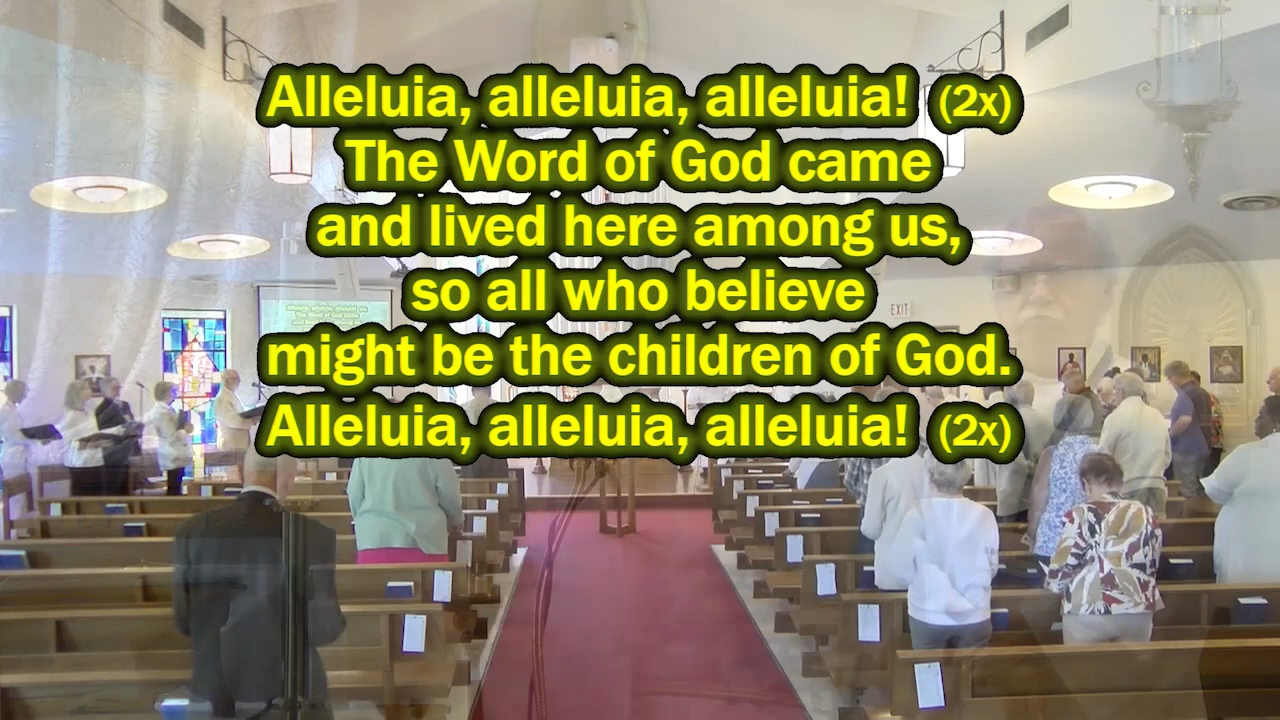 Alleluia, alleluia, alleluia! (2x)
The Word of God came
and lived here among us,
so all who believe
might be the children of God.
Alleluia, alleluia, alleluia! (2x)
EXIT